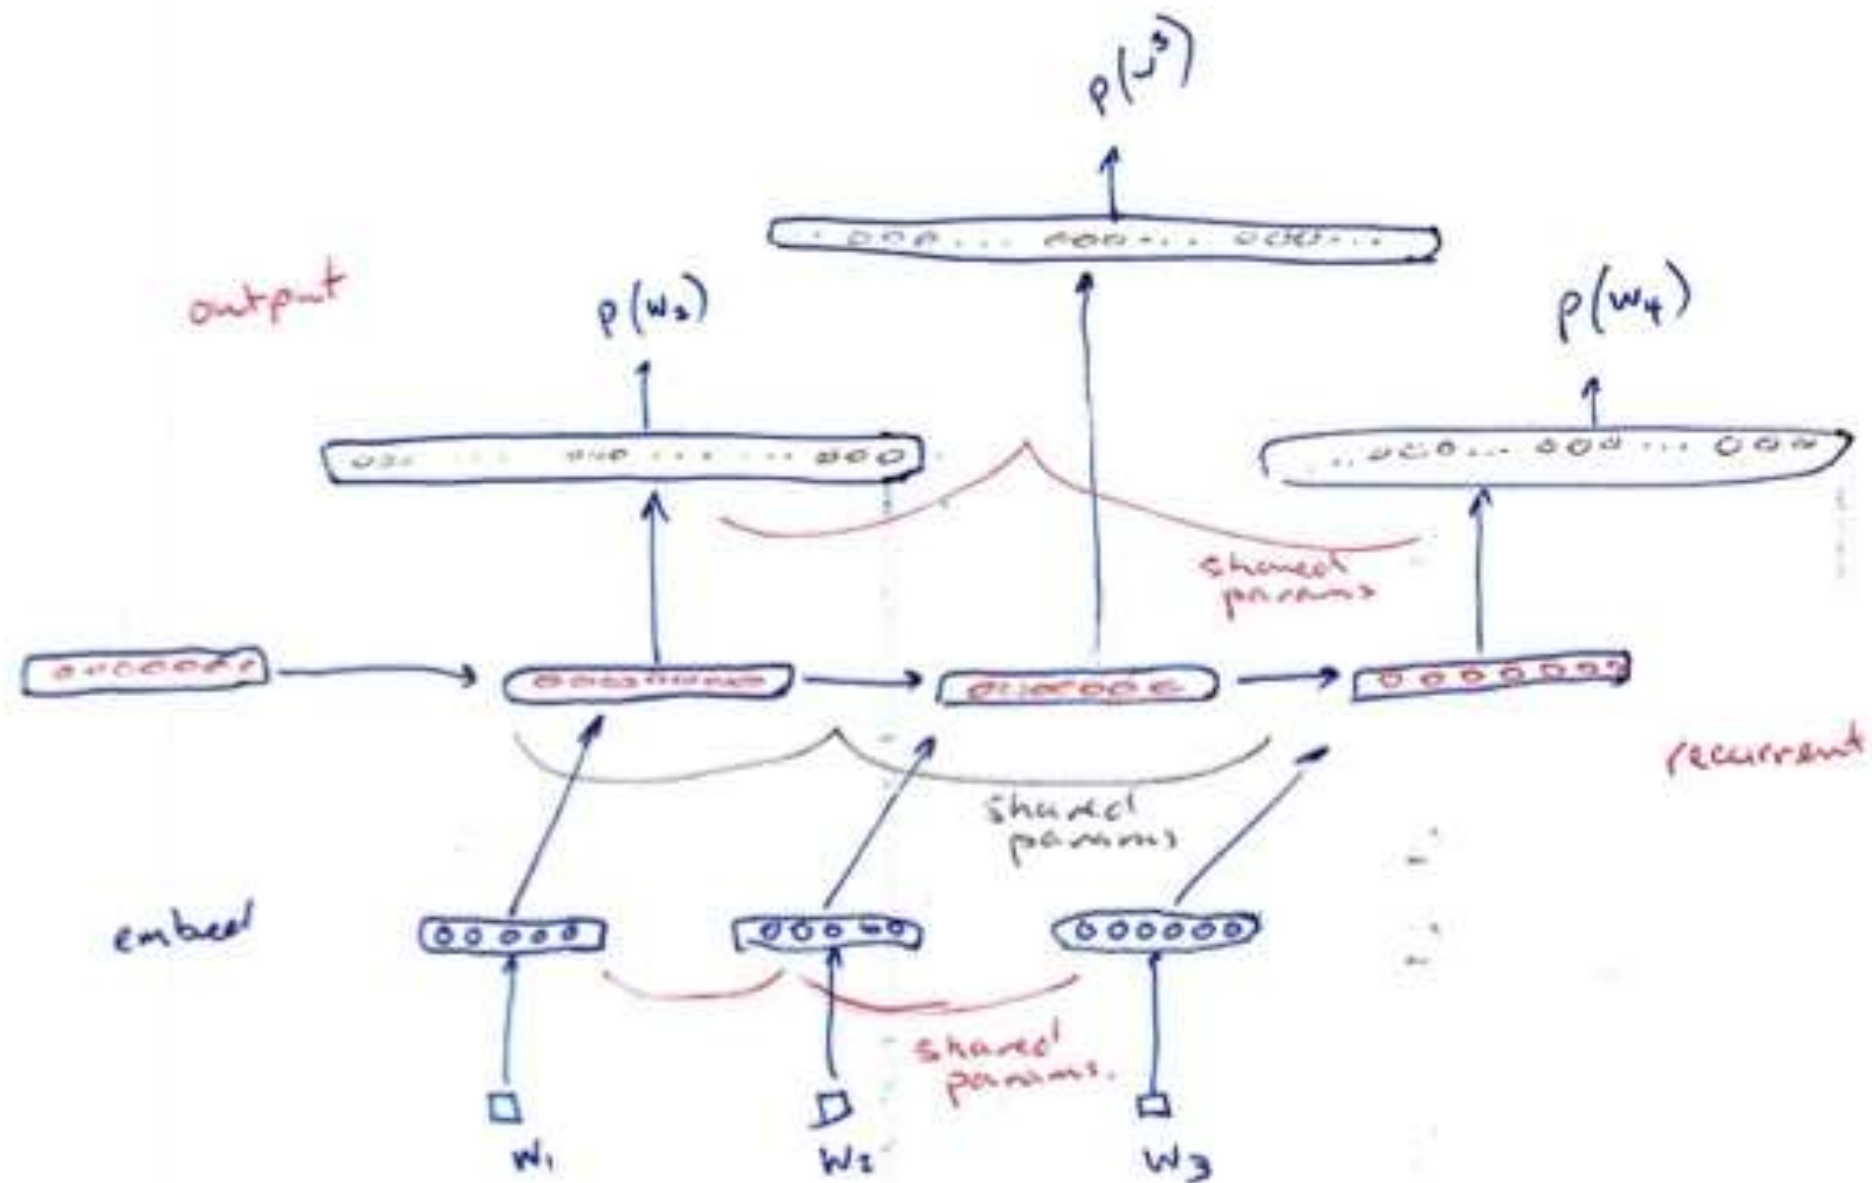 p(w³)
output
p(w₂)
p(w₄)
shared
params
recurrent
shared
params
embed
shared
params.
w₁
w₂
w₃